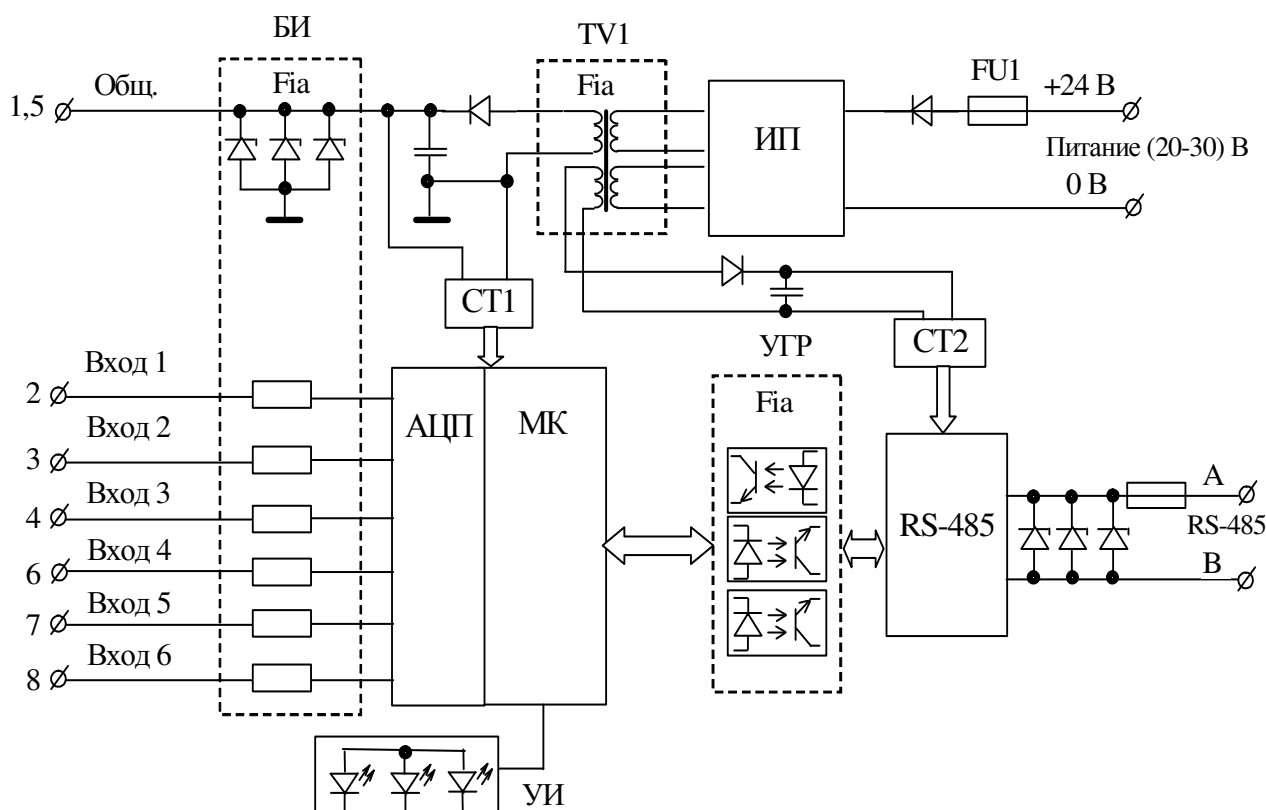 БИ
TV1
Общ.
Fia
Fia
FU1
+24 В
1,5
ИП
Питание (20-30) В
0 В
СТ1
УГР
СТ2
Вход 1
2
Fia
АЦП
МК
Вход 2
3
Вход 3
4
A
RS-485
RS-485
Вход 4
6
B
Вход 5
7
Вход 6
8
УИ